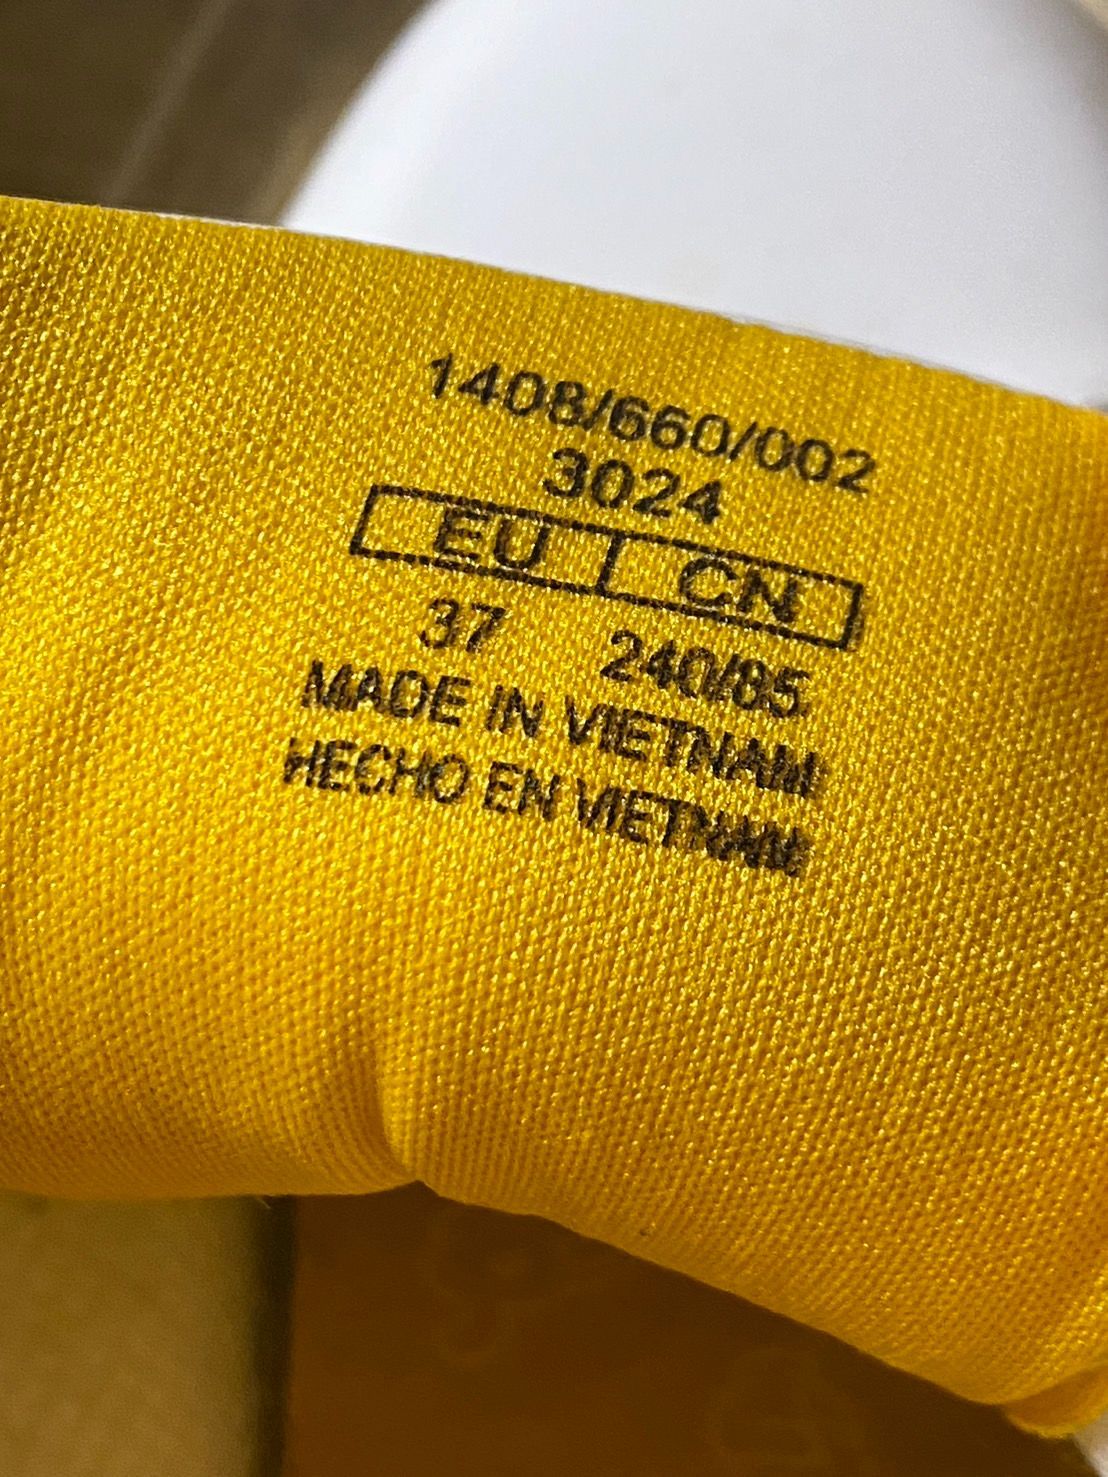 1408/660/002
3024
EU CN
37 240/85
MADE IN VIETNAM
HECHO EN VIETNAM